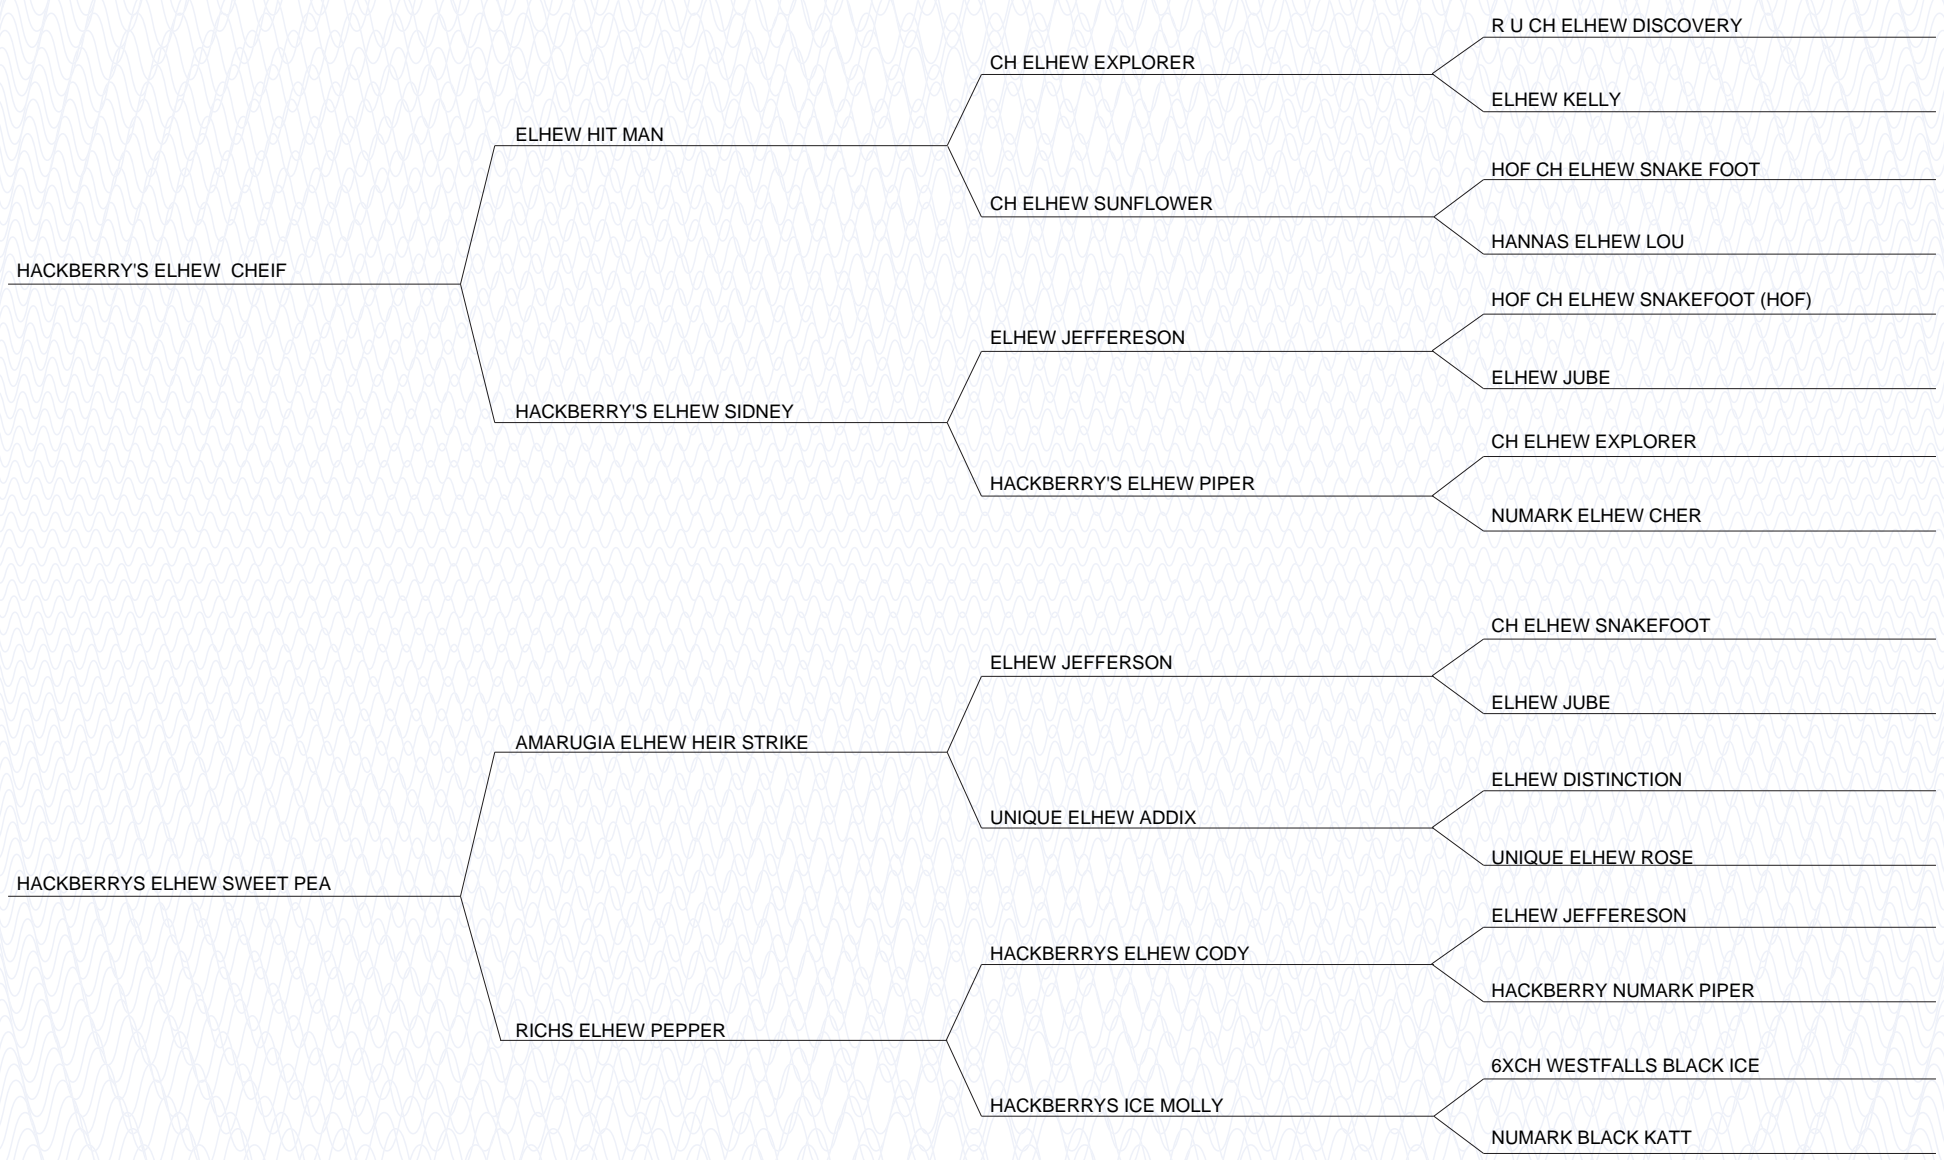 R U CH ELHEW DISCOVERY
CH ELHEW EXPLORER
ELHEW KELLY
ELHEW HIT MAN
HOF CH ELHEW SNAKE FOOT
CH ELHEW SUNFLOWER
HANNAS ELHEW LOU
HACKBERRY'S ELHEW  CHEIF
HOF CH ELHEW SNAKEFOOT (HOF)
ELHEW JEFFERESON
ELHEW JUBE
HACKBERRY'S ELHEW SIDNEY
CH ELHEW EXPLORER
HACKBERRY'S ELHEW PIPER
NUMARK ELHEW CHER
CH ELHEW SNAKEFOOT
ELHEW JEFFERSON
ELHEW JUBE
AMARUGIA ELHEW HEIR STRIKE
ELHEW DISTINCTION
UNIQUE ELHEW ADDIX
UNIQUE ELHEW ROSE
HACKBERRYS ELHEW SWEET PEA
ELHEW JEFFERESON
HACKBERRYS ELHEW CODY
HACKBERRY NUMARK PIPER
RICHS ELHEW PEPPER
6XCH WESTFALLS BLACK ICE
HACKBERRYS ICE MOLLY
NUMARK BLACK KATT